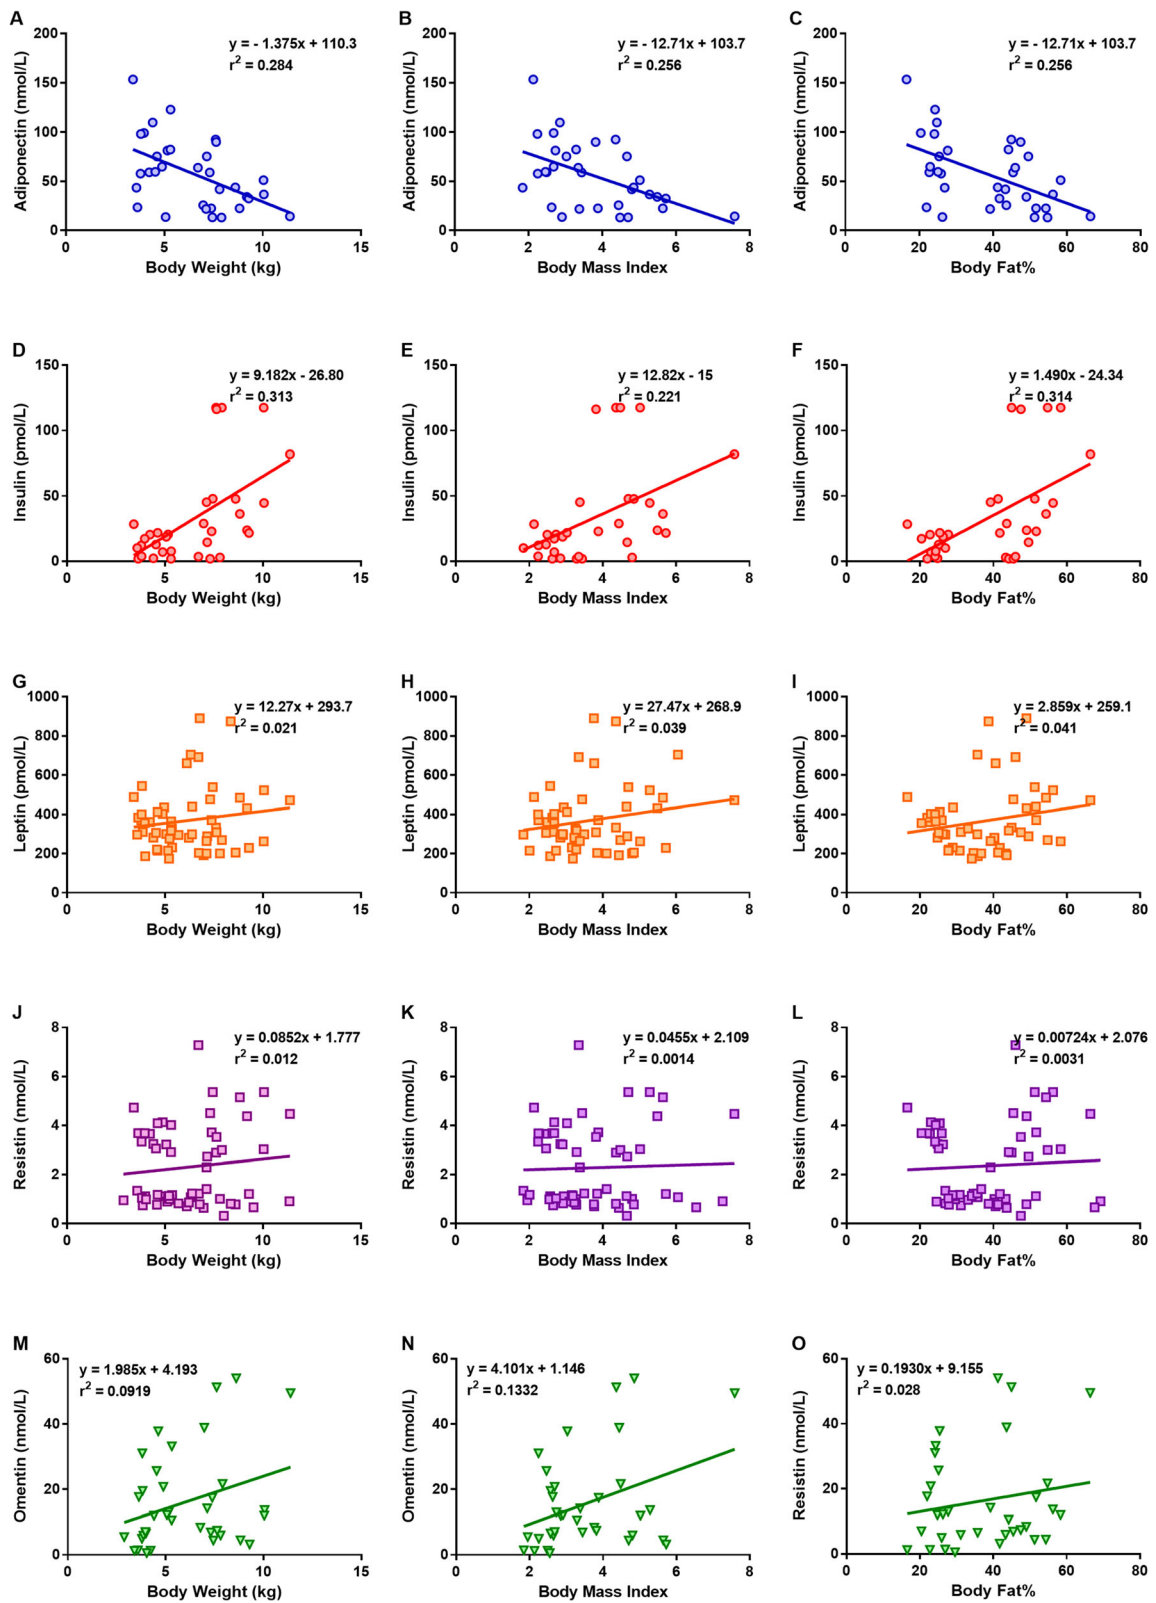 A
y = - 1.375x + 110.3
r² = 0.284
Adiponectin (nmol/L)
200
150
100
50
0
0 5 10 15
Body Weight (kg)
B
y = - 12.71x + 103.7
r² = 0.256
Adiponectin (nmol/L)
200
150
100
50
0
0 2 4 6 8
Body Mass Index
C
y = - 12.71x + 103.7
r² = 0.256
Adiponectin (nmol/L)
200
150
100
50
0
0 20 40 60 80
Body Fat%
D
y = 9.182x - 26.80
r² = 0.313
Insulin (pmol/L)
150
100
50
0
0 5 10 15
Body Weight (kg)
E
y = 12.82x - 15
r² = 0.221
Insulin (pmol/L)
150
100
50
0
0 2 4 6 8
Body Mass Index
F
y = 1.490x - 24.34
r² = 0.314
Insulin (pmol/L)
150
100
50
0
0 20 40 60 80
Body Fat%
G
y = 12.27x + 293.7
r² = 0.021
Leptin (pmol/L)
1000
800
600
400
200
0
0 5 10 15
Body Weight (kg)
H
y = 27.47x + 268.9
r² = 0.039
Leptin (pmol/L)
1000
800
600
400
200
0
0 2 4 6 8
Body Mass Index
I
y = 2.859x + 259.1
r² = 0.041
Leptin (pmol/L)
1000
800
600
400
200
0
0 20 40 60 80
Body Fat%
J
y = 0.0852x + 1.777
r² = 0.012
Resistin (nmol/L)
8
6
4
2
0
0 5 10 15
Body Weight (kg)
K
y = 0.0455x + 2.109
r² = 0.0014
Resistin (nmol/L)
8
6
4
2
0
0 2 4 6 8
Body Mass Index
L
y = 0.00724x + 2.076
r² = 0.0031
Resistin (nmol/L)
8
6
4
2
0
0 20 40 60 80
Body Fat%
M
y = 1.985x + 4.193
r² = 0.0919
Omentin (nmol/L)
60
40
20
0
0 5 10 15
Body Weight (kg)
N
y = 4.101x + 1.146
r² = 0.1332
Omentin (nmol/L)
60
40
20
0
0 2 4 6 8
Body Mass Index
O
y = 0.1930x + 9.155
r² = 0.028
Resistin (nmol/L)
60
40
20
0
0 20 40 60 80
Body Fat%